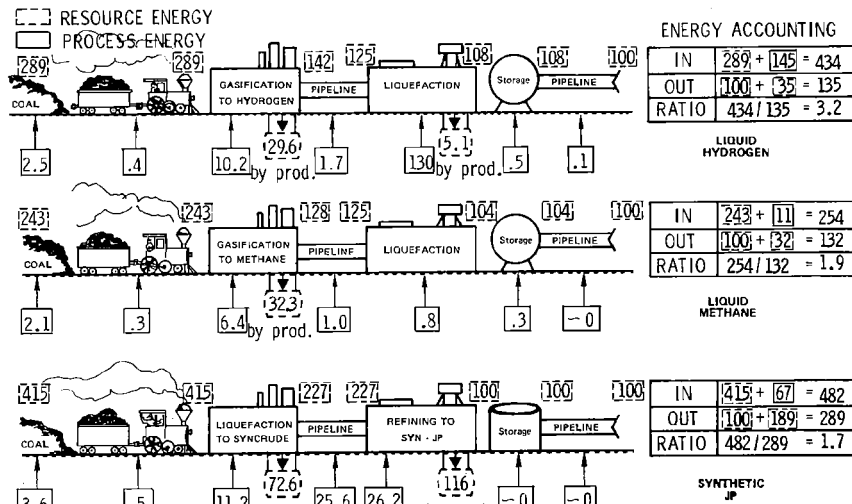 RESOURCE ENERGY
PROCESS ENERGY
ENERGY ACCOUNTING
289 289 142 125 108 108 100
COAL
GASIFICATION TO HYDROGEN
PIPELINE
LIQUEFACTION
Storage
PIPELINE
29.6
by prod.
5.1
by prod.
2.5 .4 10.2 1.7 130 .5 .1
IN 289 + 145 = 434
OUT 100 + 35 = 135
RATIO 434/135 = 3.2
LIQUID
HYDROGEN
243 243 128 125 104 104 100
COAL
GASIFICATION TO METHANE
PIPELINE
LIQUEFACTION
Storage
PIPELINE
32.3
by prod.
2.1 .3 6.4 1.0 .8 .3 ~0
IN 243 + 11 = 254
OUT 100 + 32 = 132
RATIO 254/132 = 1.9
LIQUID
METHANE
415 415 227 227 100 100 100
COAL
LIQUEFACTION TO SYNCRUDE
PIPELINE
REFINING TO SYN - JP
Storage
PIPELINE
72.6
116
3.6 .5 11.2 25.6 26.2 ~0 ~0
IN 415 + 67 = 482
OUT 100 + 189 = 289
RATIO 482/289 = 1.7
SYNTHETIC
JP